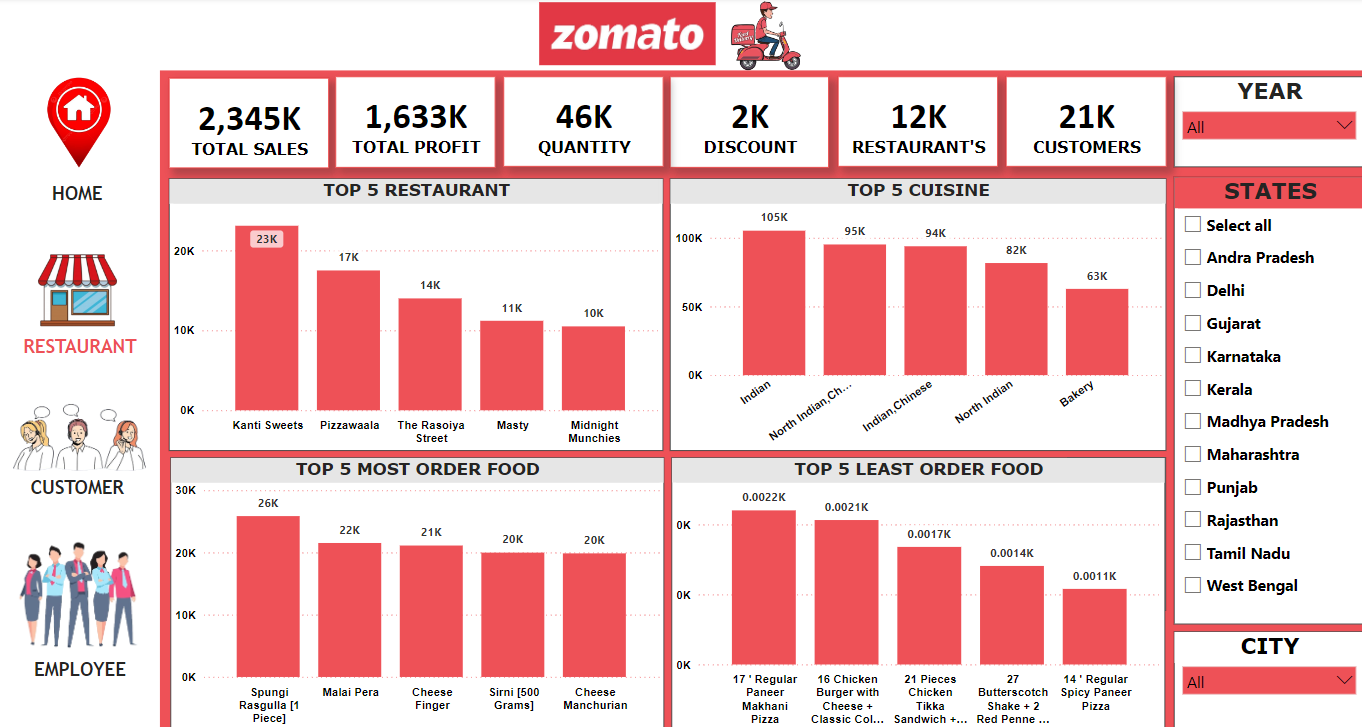 zomato
2,345K
TOTAL SALES
1,633K
TOTAL PROFIT
46K
QUANTITY
2K
DISCOUNT
12K
RESTAURANT'S
21K
CUSTOMERS
YEAR
All
HOME
RESTAURANT
CUSTOMER
EMPLOYEE
TOP 5 RESTAURANT
20K
10K
0K
23K
17K
14K
11K
10K
Kanti Sweets
Pizzawaala
The Rasoiya
Street
Masty
Midnight
Munchies
TOP 5 CUISINE
100K
50K
0K
105K
95K
94K
82K
63K
Indian
North Indian,Ch...
Indian,Chinese
North Indian
Bakery
STATES
Select all
Andra Pradesh
Delhi
Gujarat
Karnataka
Kerala
Madhya Pradesh
Maharashtra
Punjab
Rajasthan
Tamil Nadu
West Bengal
TOP 5 MOST ORDER FOOD
30K
20K
10K
0K
26K
22K
21K
20K
20K
Spungi
Rasgulla [1
Piece]
Malai Pera
Cheese
Finger
Sirni [500
Grams]
Cheese
Manchurian
TOP 5 LEAST ORDER FOOD
0K
0K
0K
0.0022K
0.0021K
0.0017K
0.0014K
0.0011K
17 ' Regular
Paneer
Makhani
Pizza
16 Chicken
Burger with
Cheese +
Classic Col...
21 Pieces
Chicken
Tikka
Sandwich +...
27
Butterscotch
Shake + 2
Red Penne ...
14 ' Regular
Spicy Paneer
Pizza
CITY
All